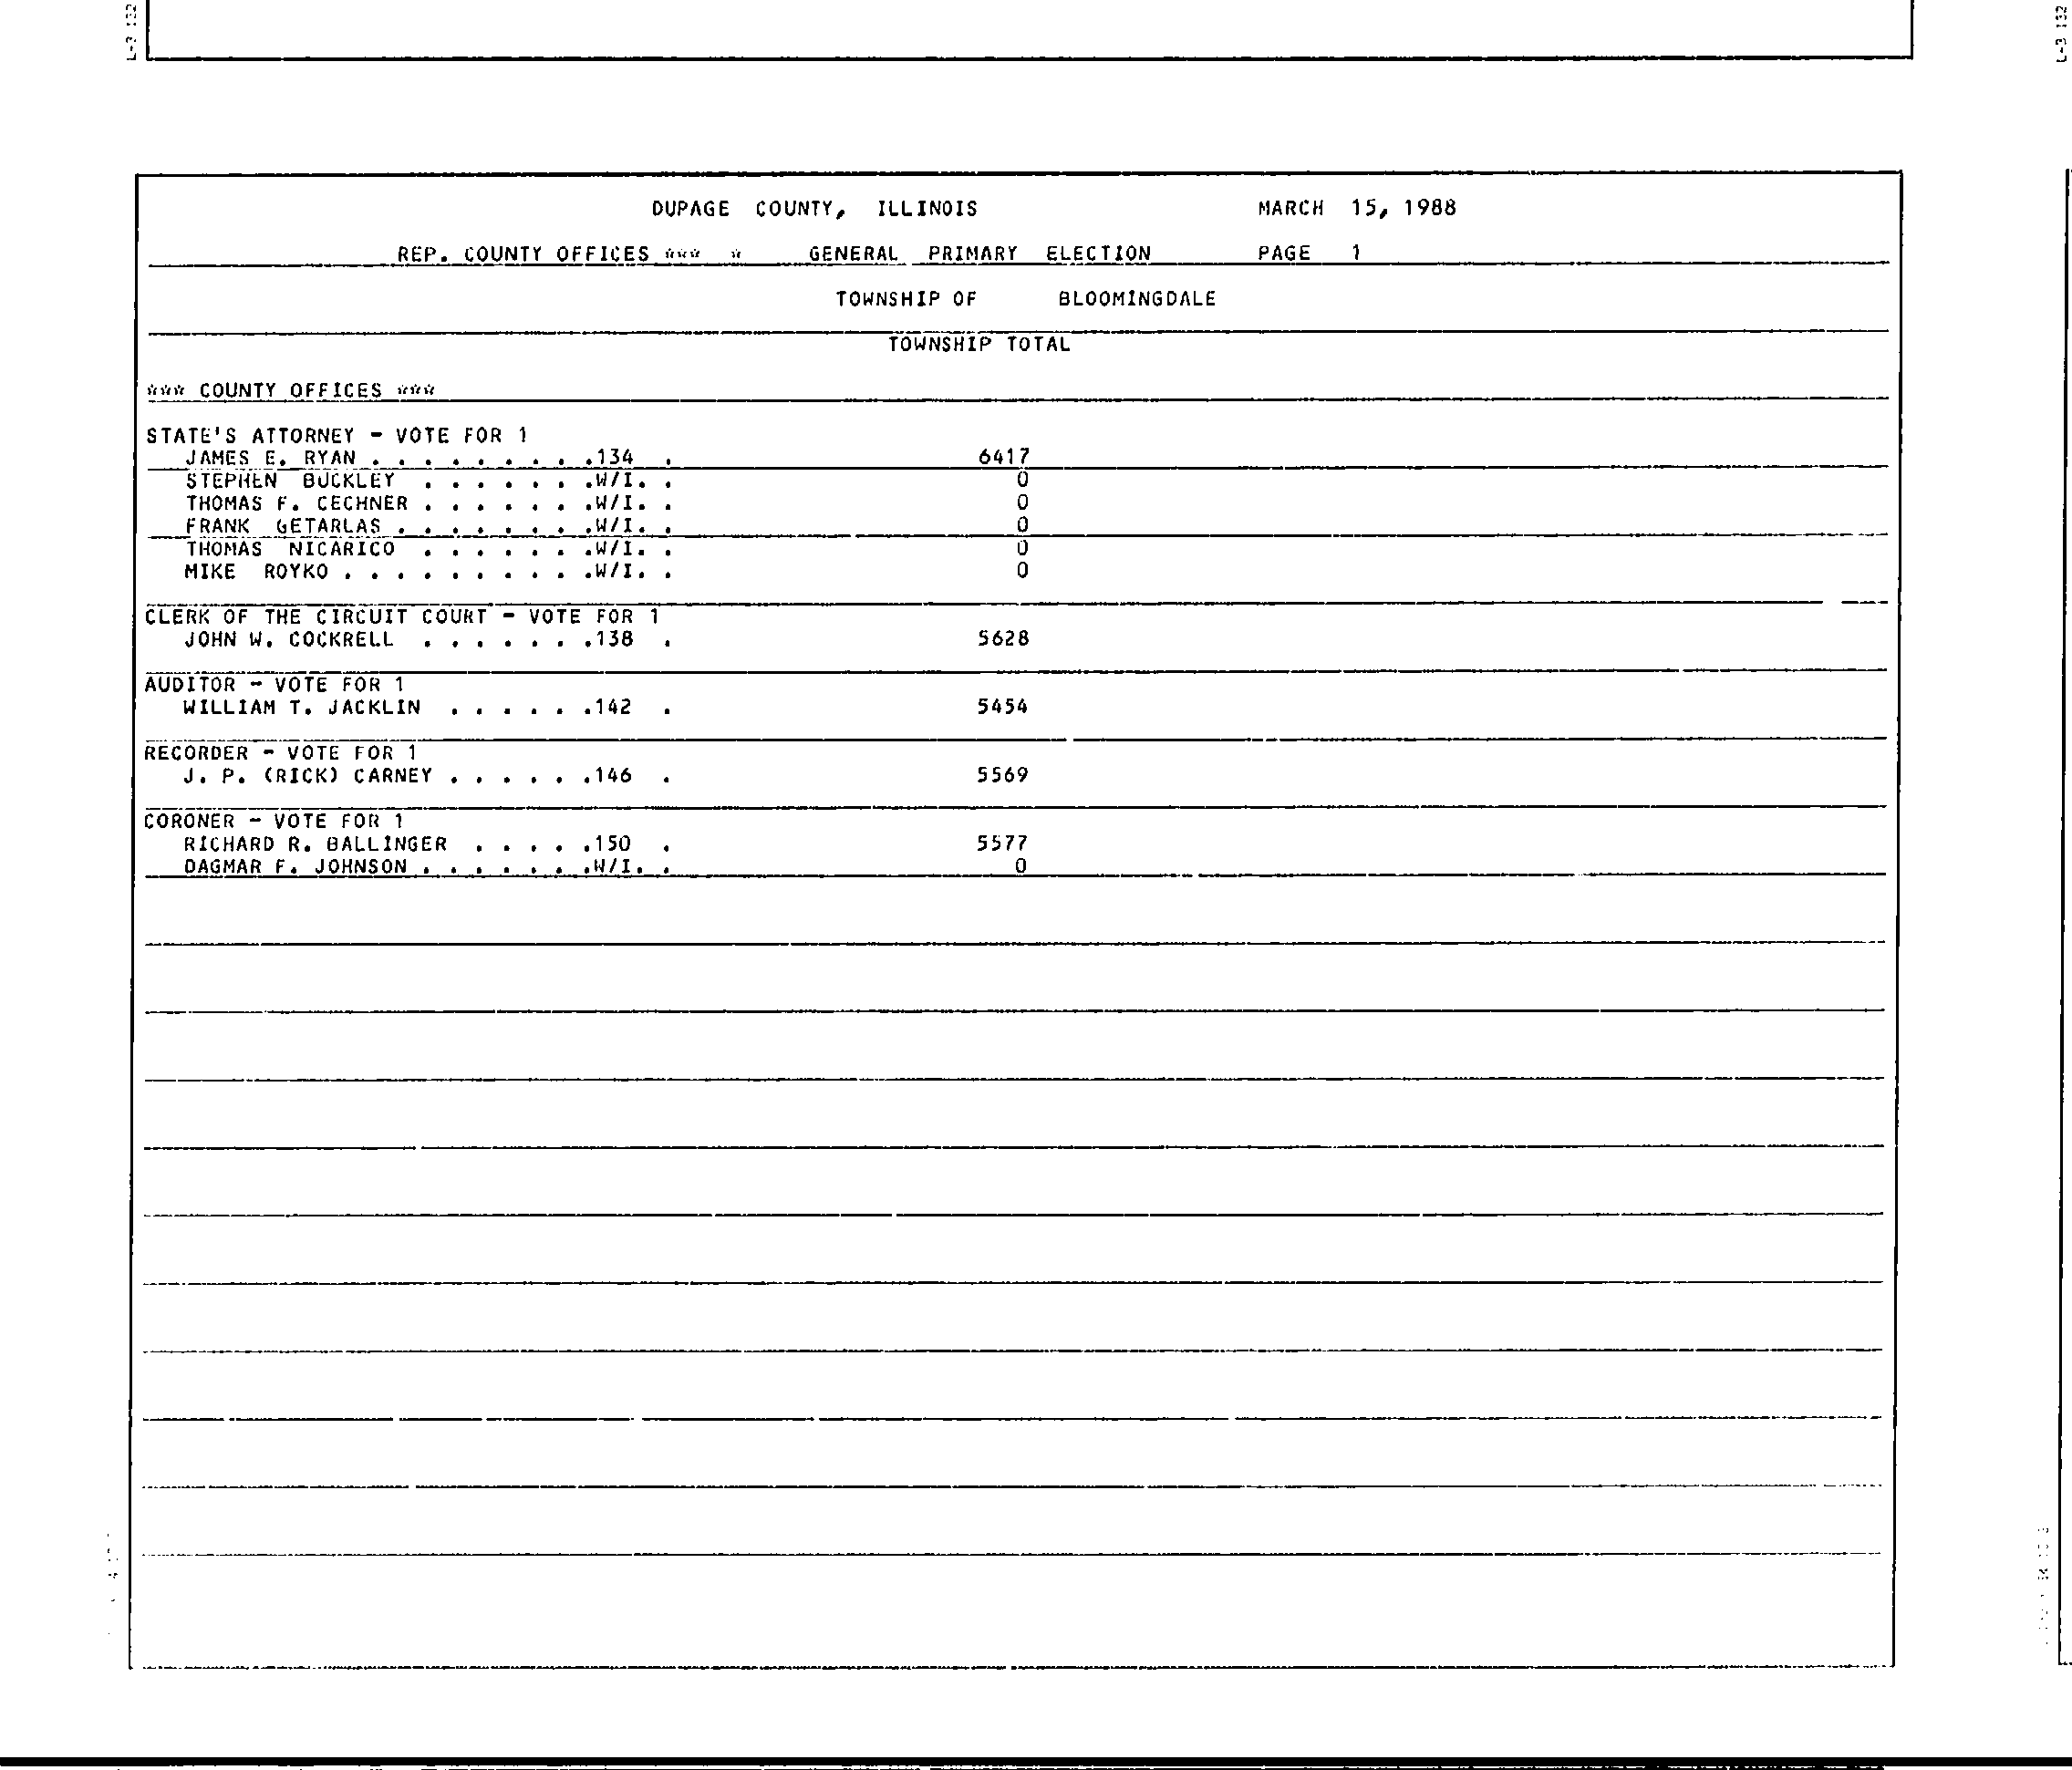 L-3 132
L-3 132
DUPAGE COUNTY, ILLINOIS MARCH 15, 1988
REP. COUNTY OFFICES *** * GENERAL PRIMARY ELECTION PAGE 1
TOWNSHIP OF BLOOMINGDALE
TOWNSHIP TOTAL
*** COUNTY OFFICES ***
STATE'S ATTORNEY - VOTE FOR 1
JAMES E. RYAN . . . . . . . . .134 . 6417
STEPHEN BUCKLEY . . . . . . .W/I. . 0
THOMAS F. CECHNER . . . . . . .W/I. . 0
FRANK GETARLAS . . . . . . . .W/I. . 0
THOMAS NICARICO . . . . . . .W/I. . 0
MIKE ROYKO . . . . . . . . . .W/I. . 0
CLERK OF THE CIRCUIT COURT - VOTE FOR 1
JOHN W. COCKRELL . . . . . . .138 . 5628
AUDITOR - VOTE FOR 1
WILLIAM T. JACKLIN . . . . . .142 . 5454
RECORDER - VOTE FOR 1
J. P. (RICK) CARNEY . . . . . .146 . 5569
CORONER - VOTE FOR 1
RICHARD R. BALLINGER . . . . .150 . 5577
DAGMAR F. JOHNSON . . . . . . .W/I. . 0